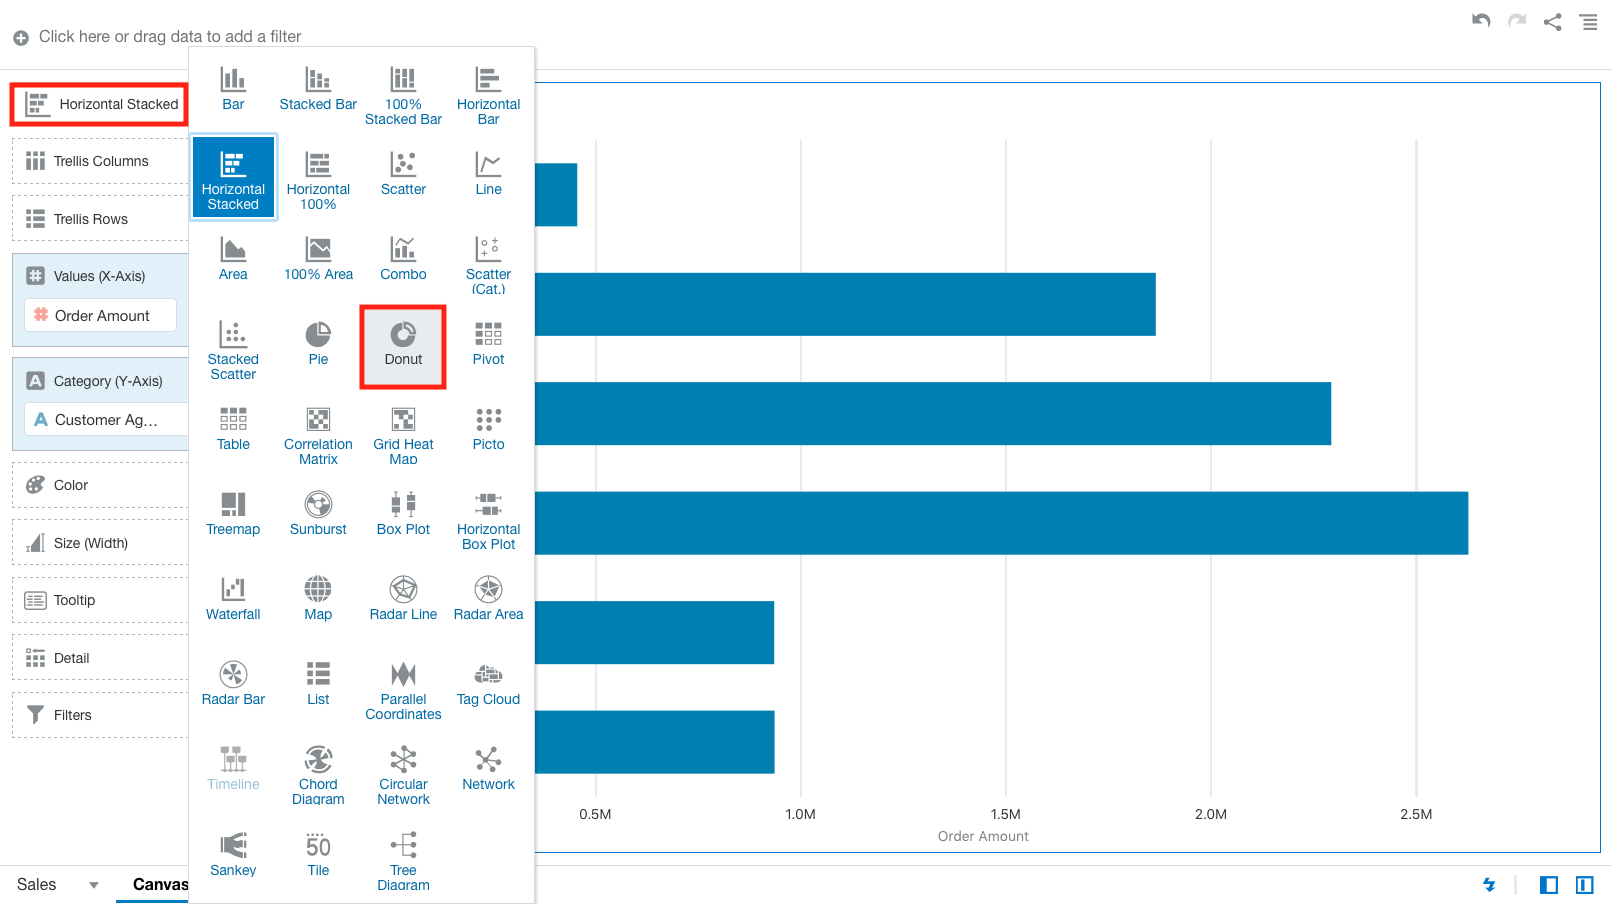 Click here or drag data to add a filter
Horizontal Stacked
Trellis Columns
Trellis Rows
Values (X-Axis)
Order Amount
Category (Y-Axis)
Customer Ag...
Color
Size (Width)
Tooltip
Detail
Filters
Bar
Stacked Bar
100%
Stacked Bar
Horizontal
Bar
Horizontal
Stacked
Horizontal
100%
Scatter
Line
Area
100% Area
Combo
Scatter
(Cat.)
Stacked
Scatter
Pie
Donut
Pivot
Table
Correlation
Matrix
Grid Heat
Map
Picto
Treemap
Sunburst
Box Plot
Horizontal
Box Plot
Waterfall
Map
Radar Line
Radar Area
Radar Bar
List
Parallel
Coordinates
Tag Cloud
Timeline
Chord
Diagram
Circular
Network
Network
Sankey
50
Tile
Tree
Diagram
0.5M
1.0M
1.5M
2.0M
2.5M
Order Amount
Sales
Canvas